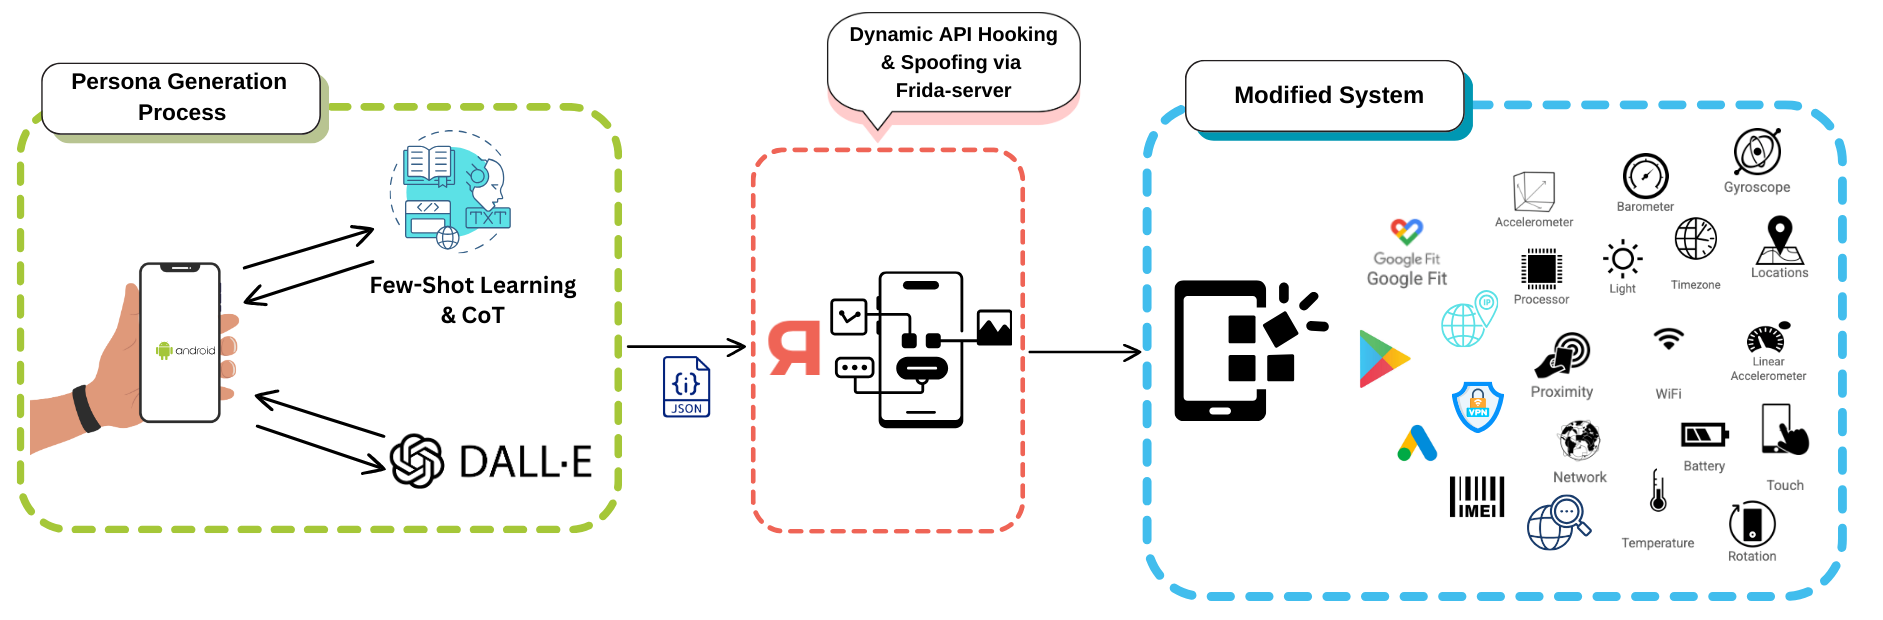 Persona Generation
Process
TXT
Few-Shot Learning
& CoT
android
DALL·E
JSON
Dynamic API Hooking
& Spoofing via
Frida-server
Я
Modified System
Gyroscope
Barometer
Accelerometer
Google Fit
Google Fit
Processor
Light
Timezone
Locations
IP
Proximity
WiFi
Linear
Accelerometer
VPN
Network
Battery
Touch
IMEI
Temperature
Rotation